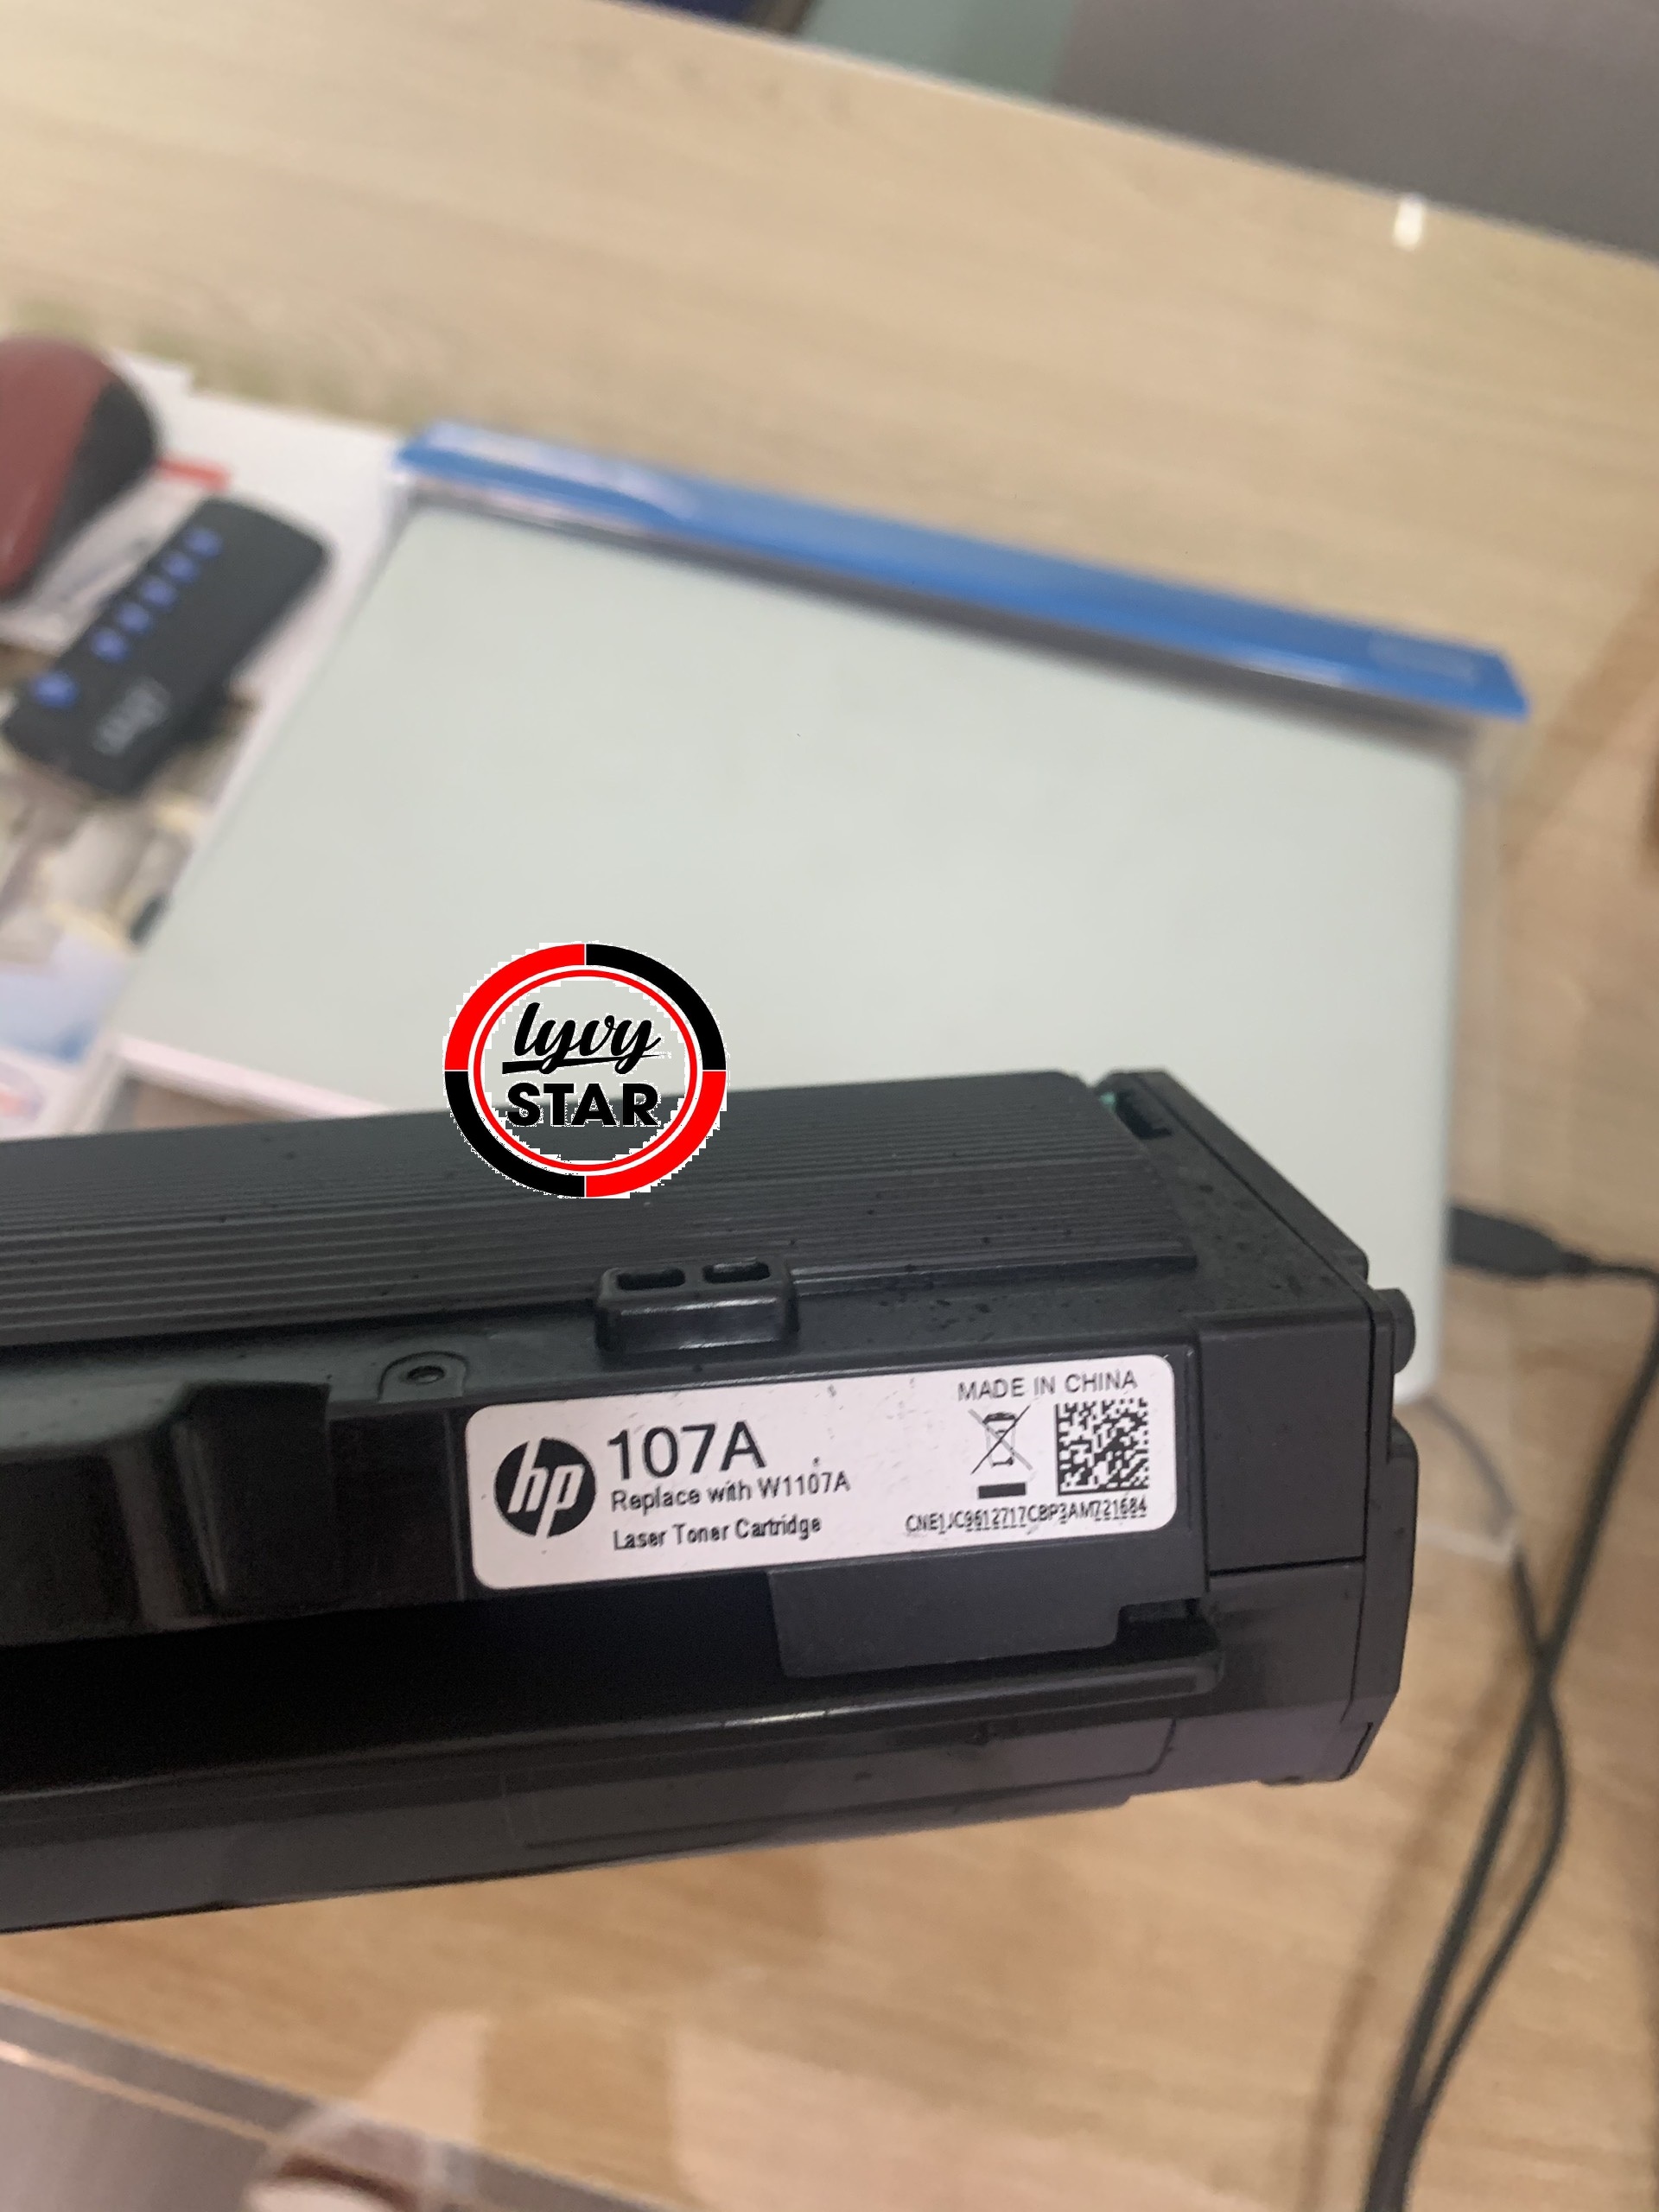 lyvy
STAR
hp
107A
Replace with W1107A
Laser Toner Cartridge
MADE IN CHINA